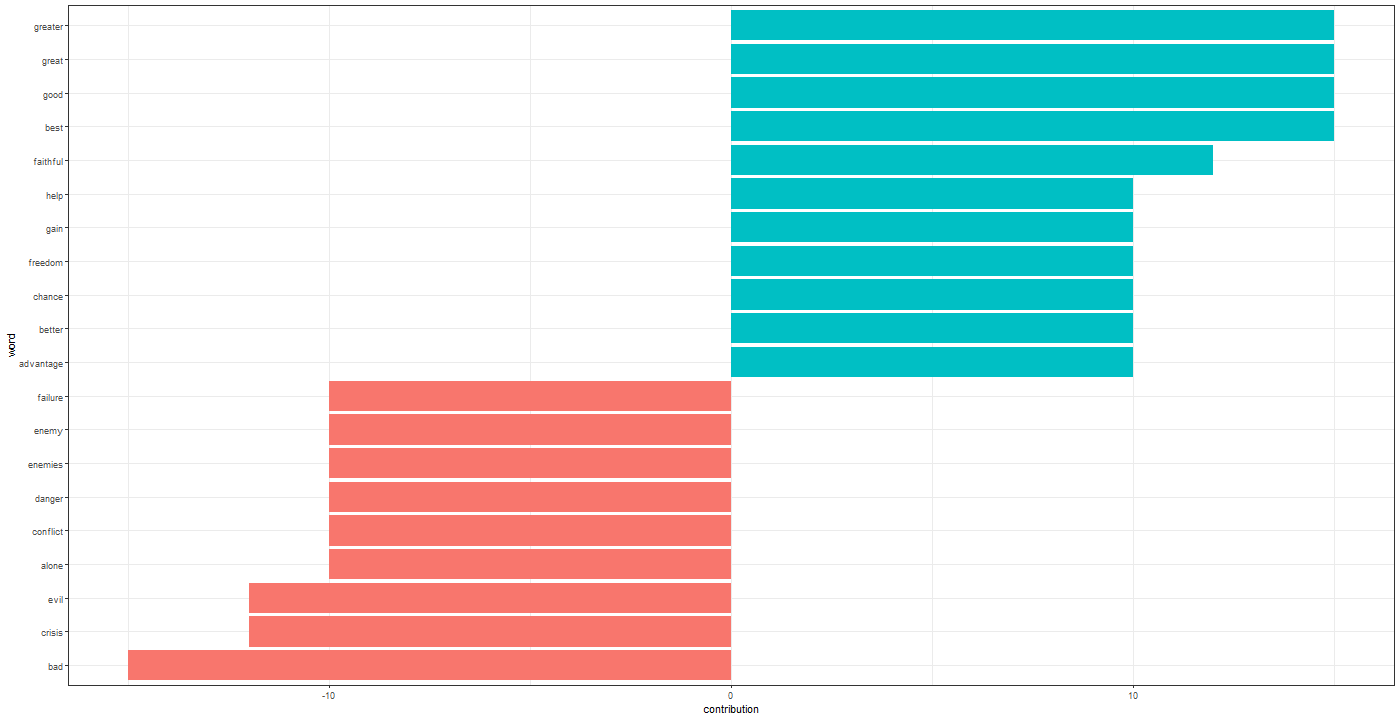 greater
great
good
best
faithful
help
gain
freedom
chance
better
advantage
failure
enemy
enemies
danger
conflict
alone
evil
crisis
bad
word
-10 0 10
contribution